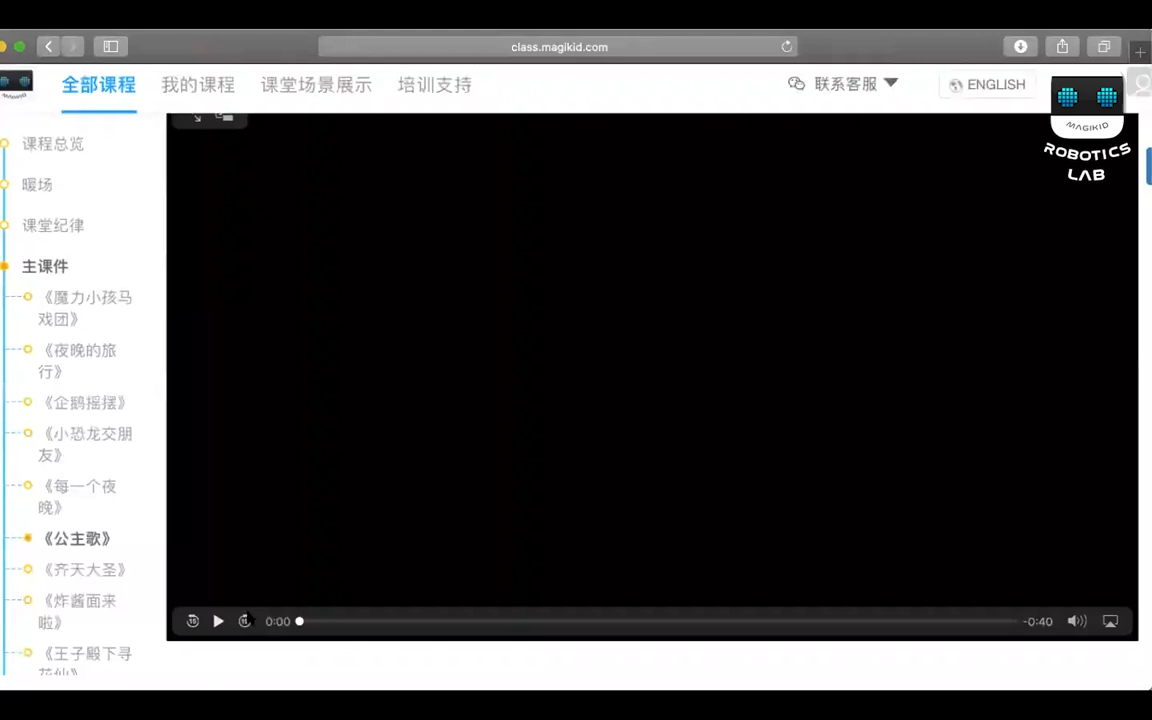 class.magikid.com
全部课程 我的课程 课堂场景展示 培训支持 联系客服 ENGLISH
MAGIKID
ROBOTICS
LAB
课程总览
暖场
课堂纪律
主课件
《魔力小孩马
戏团》
《夜晚的旅
行》
《企鹅摇摆》
《小恐龙交朋
友》
《每一个夜
晚》
《公主歌》
《齐天大圣》
《炸酱面来
啦》
《王子殿下寻
花仙》
0:00 -0:40